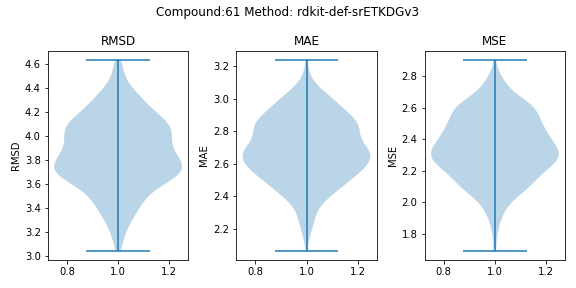 Compound:61 Method: rdkit-def-srETKDGv3
RMSD
MAE
MSE
RMSD
4.6
4.4
4.2
4.0
3.8
3.6
3.4
3.2
3.0
0.8 1.0 1.2
MAE
3.2
3.0
2.8
2.6
2.4
2.2
0.8 1.0 1.2
MSE
2.8
2.6
2.4
2.2
2.0
1.8
0.8 1.0 1.2